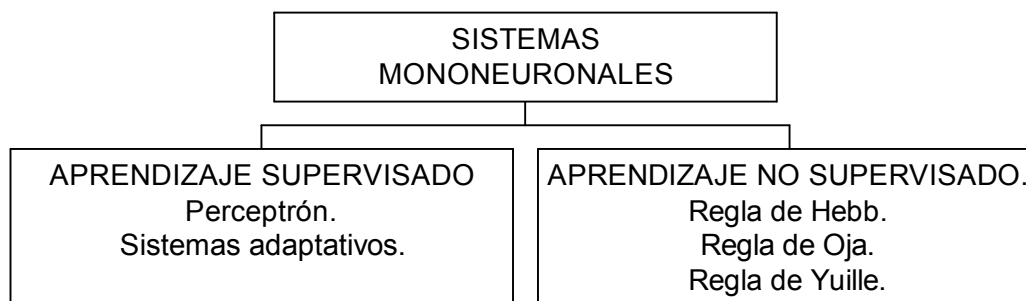 SISTEMAS
MONONEURONALES
APRENDIZAJE SUPERVISADO
Perceptrón.
Sistemas adaptativos.
APRENDIZAJE NO SUPERVISADO.
Regla de Hebb.
Regla de Oja.
Regla de Yuille.